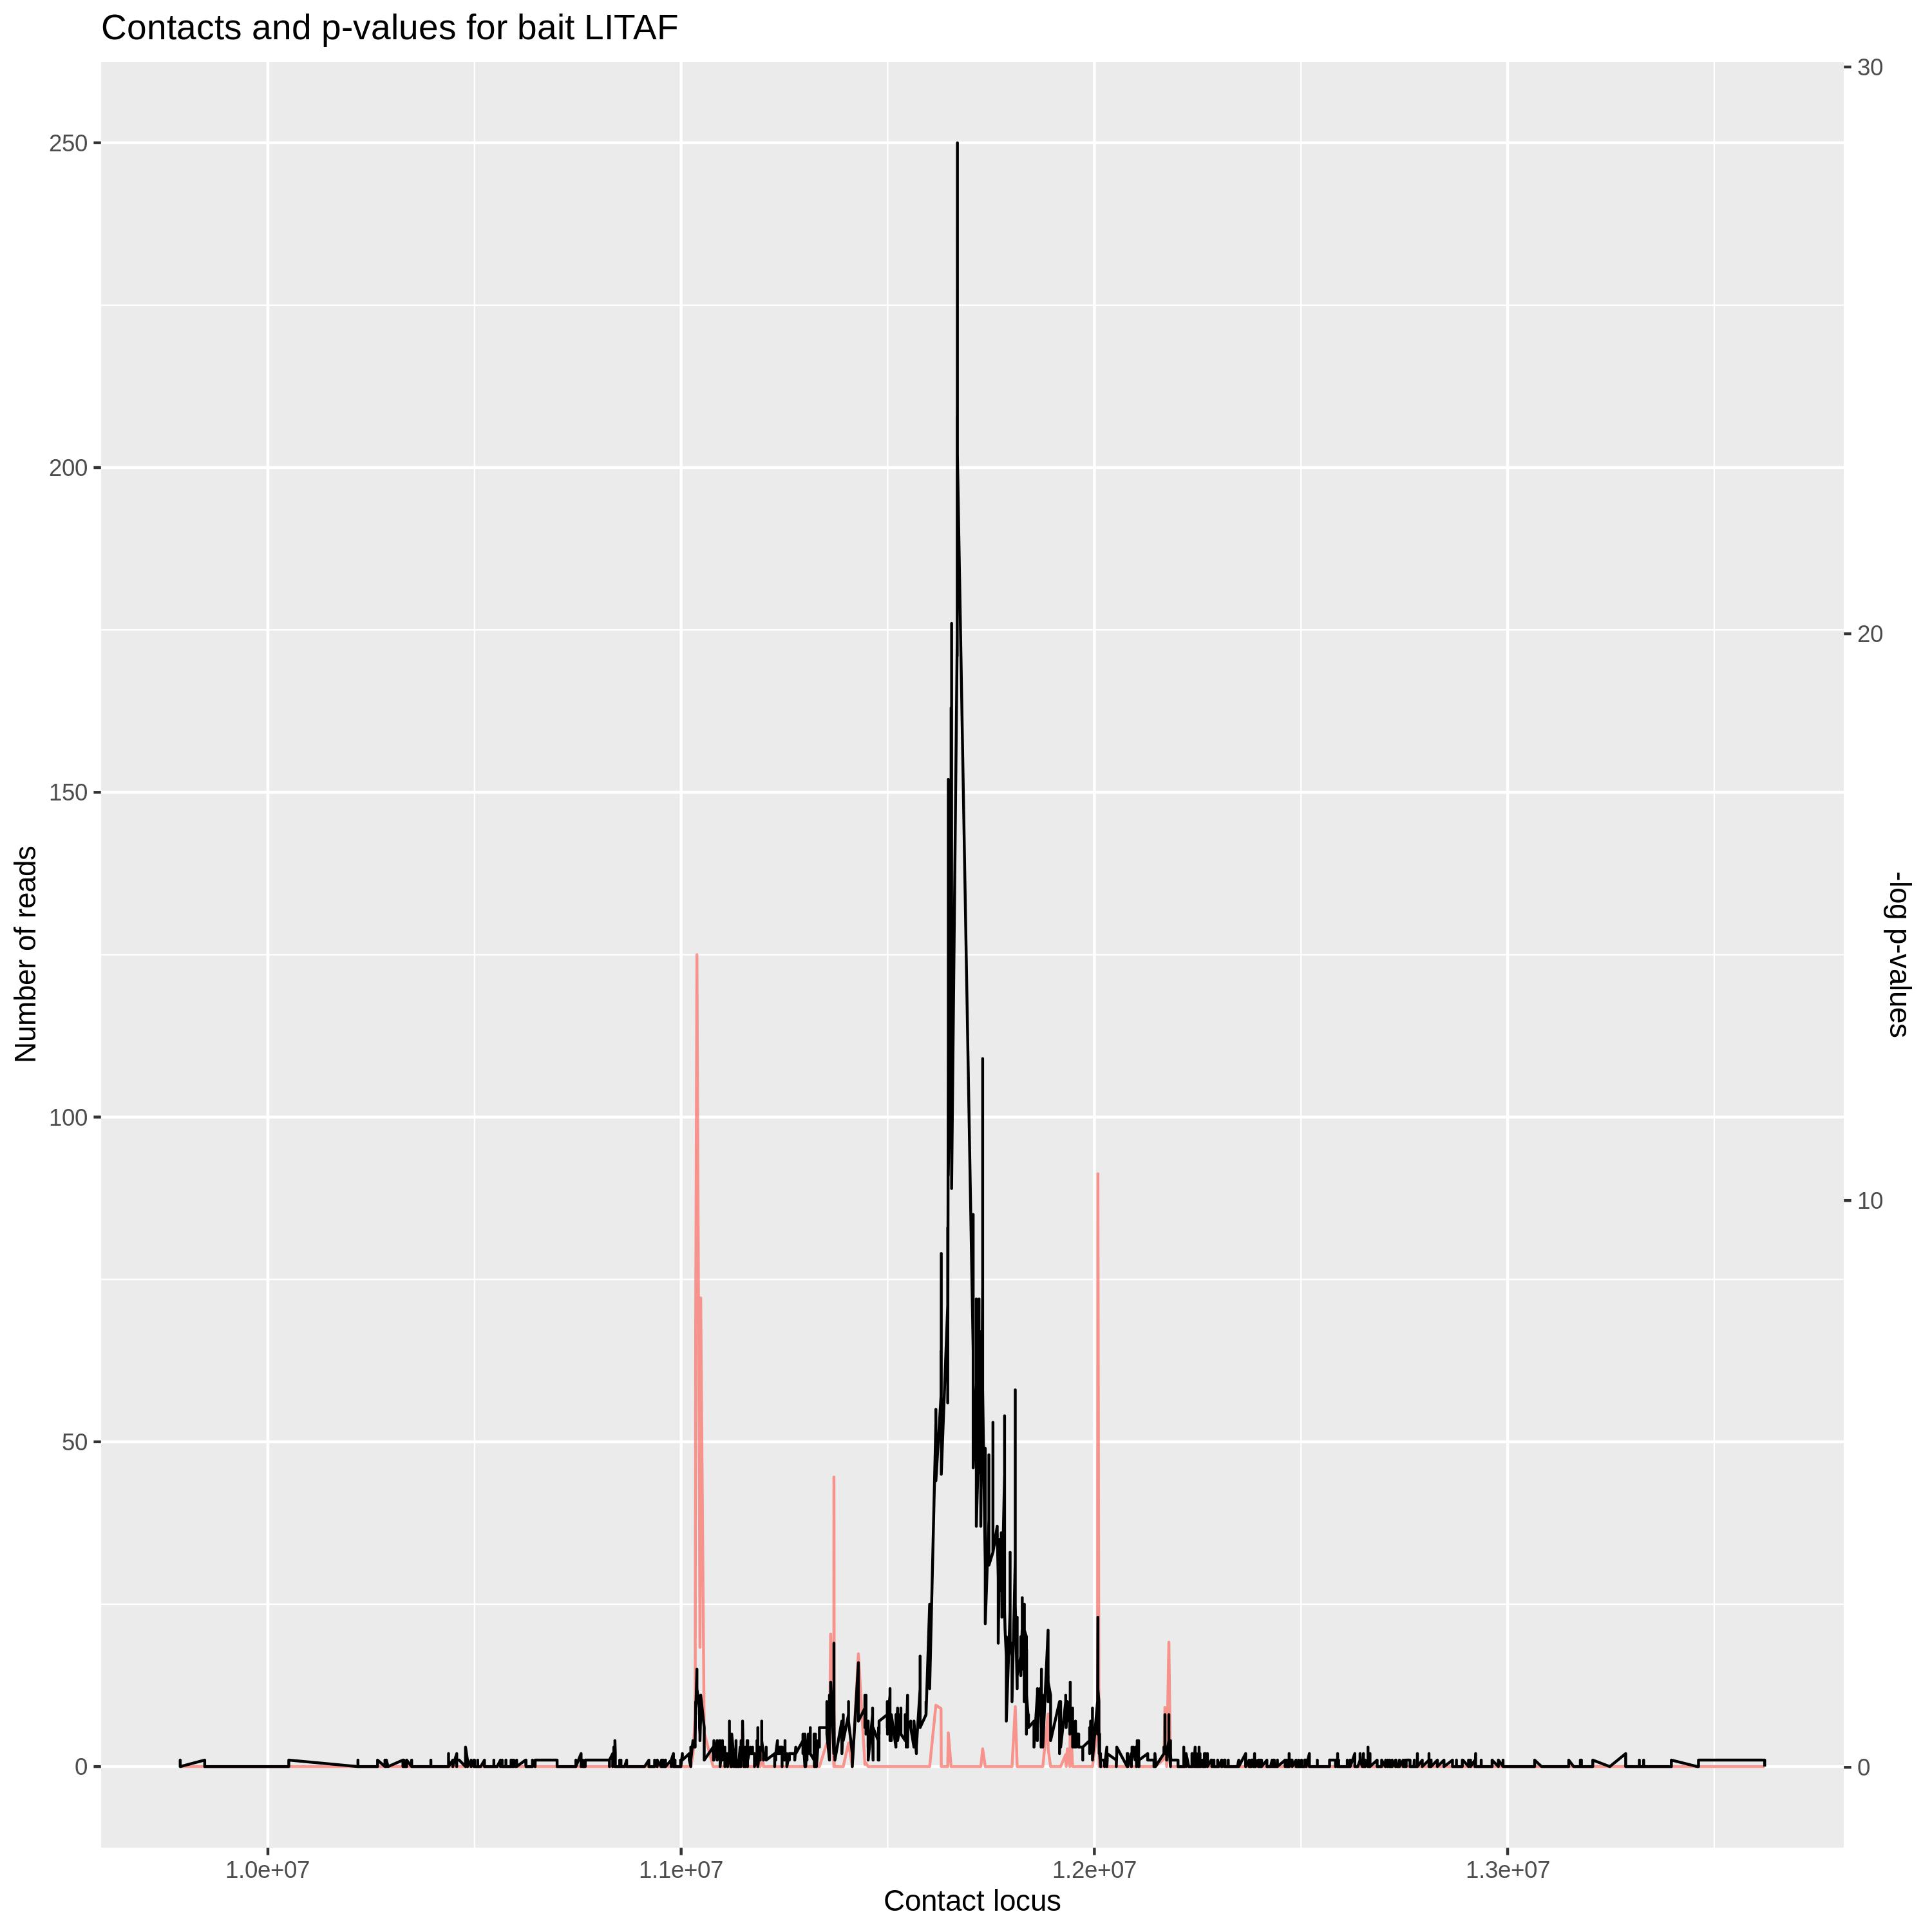 Contacts and p-values for bait LITAF
30
250
200
20
150
Number of reads
-log p-values
100
10
50
0
0
1.0e+07
1.1e+07
1.2e+07
1.3e+07
Contact locus